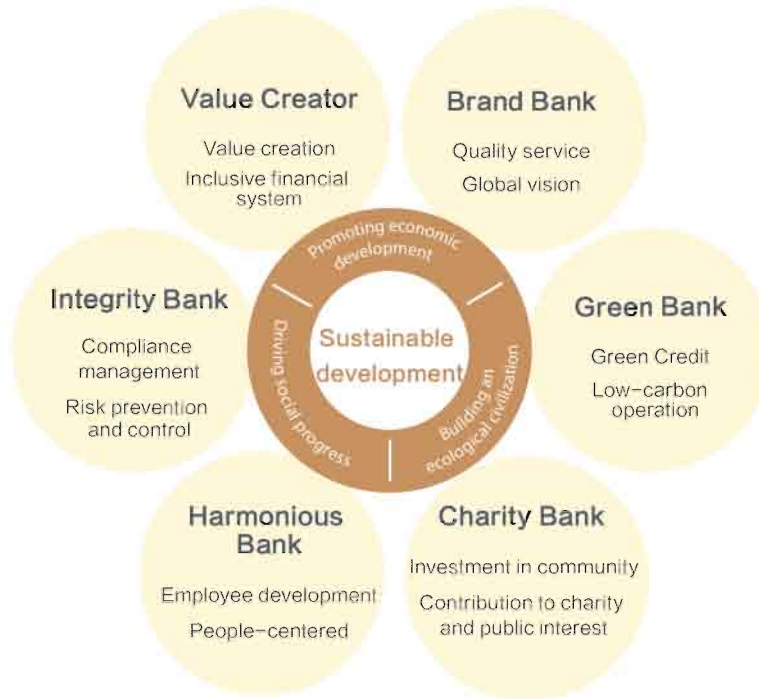 Value Creator
Value creation
Inclusive financial
system
Brand Bank
Quality service
Global vision
Promoting economic
development
Integrity Bank
Compliance
management
Risk prevention
and control
Driving social progress
Sustainable
development
Building an
ecological civilization
Green Bank
Green Credit
Low-carbon
operation
Harmonious
Bank
Employee development
People-centered
Charity Bank
Investment in community
Contribution to charity
and public interest